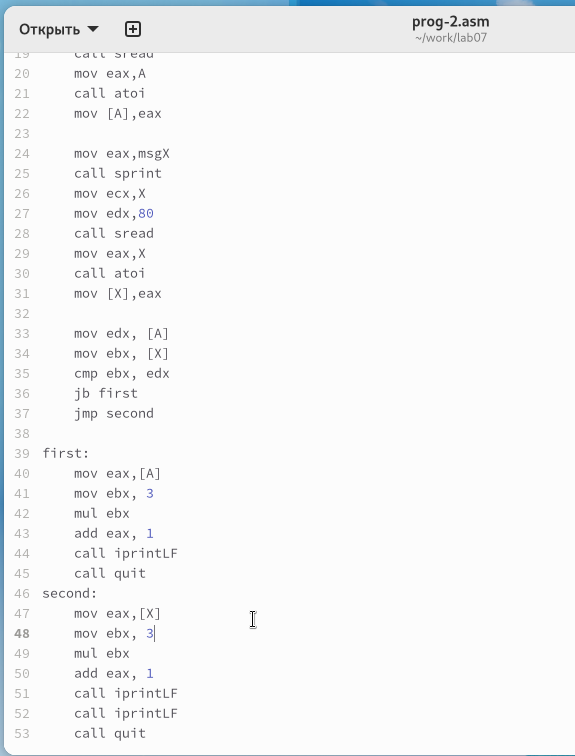 Открыть
prog-2.asm
~/work/lab07
19 call sread
20 mov eax,A
21 call atoi
22 mov [A],eax
23
24 mov eax,msgX
25 call sprint
26 mov ecx,X
27 mov edx,80
28 call sread
29 mov eax,X
30 call atoi
31 mov [X],eax
32
33 mov edx, [A]
34 mov ebx, [X]
35 cmp ebx, edx
36 jb first
37 jmp second
38
39 first:
40 mov eax,[A]
41 mov ebx, 3
42 mul ebx
43 add eax, 1
44 call iprintLF
45 call quit
46 second:
47 mov eax,[X]
48 mov ebx, 3
49 mul ebx
50 add eax, 1
51 call iprintLF
52 call iprintLF
53 call quit